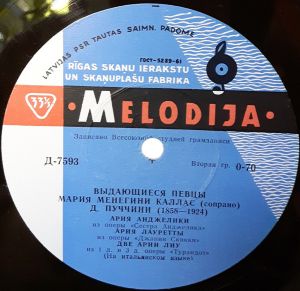 LATVIJAS PSR TAUTAS SAIMN. PADOME
ГОСТ-5289-61
RĪGAS SKAŅU IERAKSTU
UN SKAŅUPLAŠU FABRIKA
33⅓
MELODIJA
Записано Всесоюзной студией грамзаписи
Д-7593
Вторая гр. 0-70
ВЫДАЮЩИЕСЯ ПЕВЦЫ
МАРИЯ МЕНЕГИНИ КАЛЛАС (сопрано)
Д. ПУЧЧИНИ (1858—1924)
АРИЯ АНДЖЕЛИКИ
из оперы «Сестра Анджелика»
АРИЯ ЛАУРЕТТЫ
из оперы «Джанни Скикки»
ДВЕ АРИИ ЛИУ
из 1 д. и 3 д. оперы «Турандот»
(На итальянском языке)